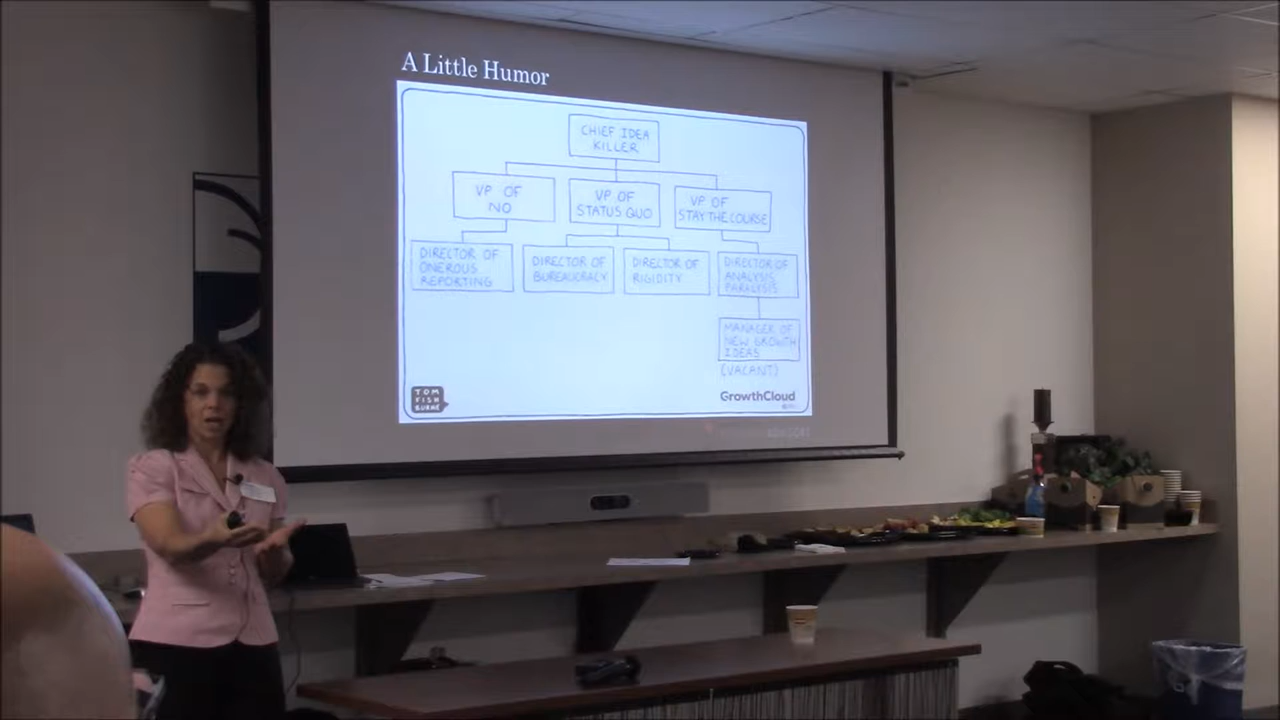 A Little Humor
CHIEF IDEA
KILLER
VP OF
NO
VP OF
STATUS QUO
VP OF
STAY THE COURSE
DIRECTOR OF
ONEROUS
REPORTING
DIRECTOR OF
BUREAUCRACY
DIRECTOR OF
RIGIDITY
DIRECTOR OF
ANALYSIS
PARALYSIS
MANAGER OF
NEW GROWTH
IDEAS
(VACANT)
TOM
FISH
BURNE
GrowthCloud